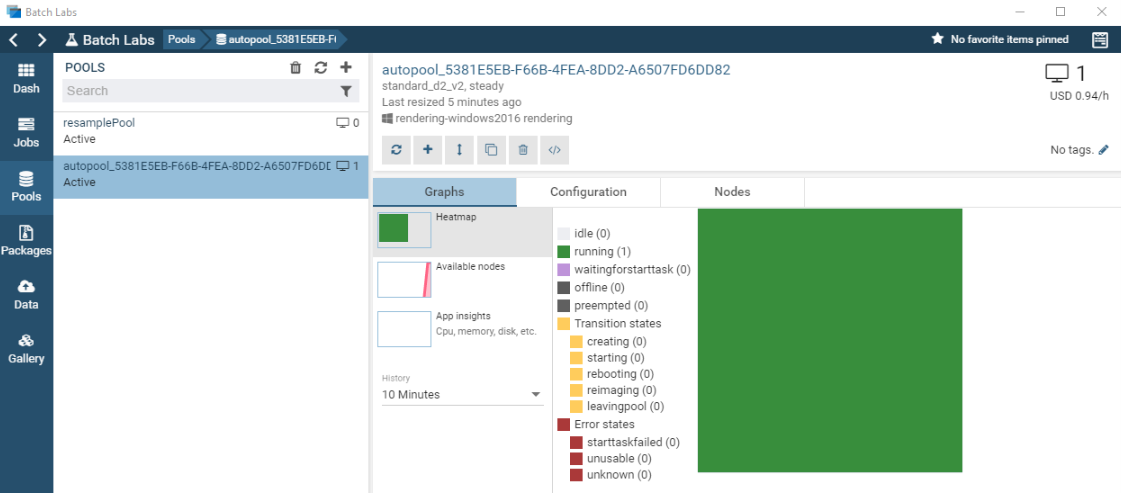 Batch Labs
Batch Labs
Pools
autopool_5381E5EB-F
No favorite items pinned
Dash
Jobs
Pools
Packages
Data
Gallery
POOLS
Search
resamplePool
0
Active
autopool_5381E5EB-F66B-4FEA-8DD2-A6507FD6DD
1
Active
autopool_5381E5EB-F66B-4FEA-8DD2-A6507FD6DD82
standard_d2_v2, steady
Last resized 5 minutes ago
rendering-windows2016 rendering
1
USD 0.94/h
No tags.
Graphs
Configuration
Nodes
Heatmap
Available nodes
App insights
Cpu, memory, disk, etc.
History
10 Minutes
idle (0)
running (1)
waitingforstarttask (0)
offline (0)
preempted (0)
Transition states
creating (0)
starting (0)
rebooting (0)
reimaging (0)
leavingpool (0)
Error states
starttaskfailed (0)
unusable (0)
unknown (0)